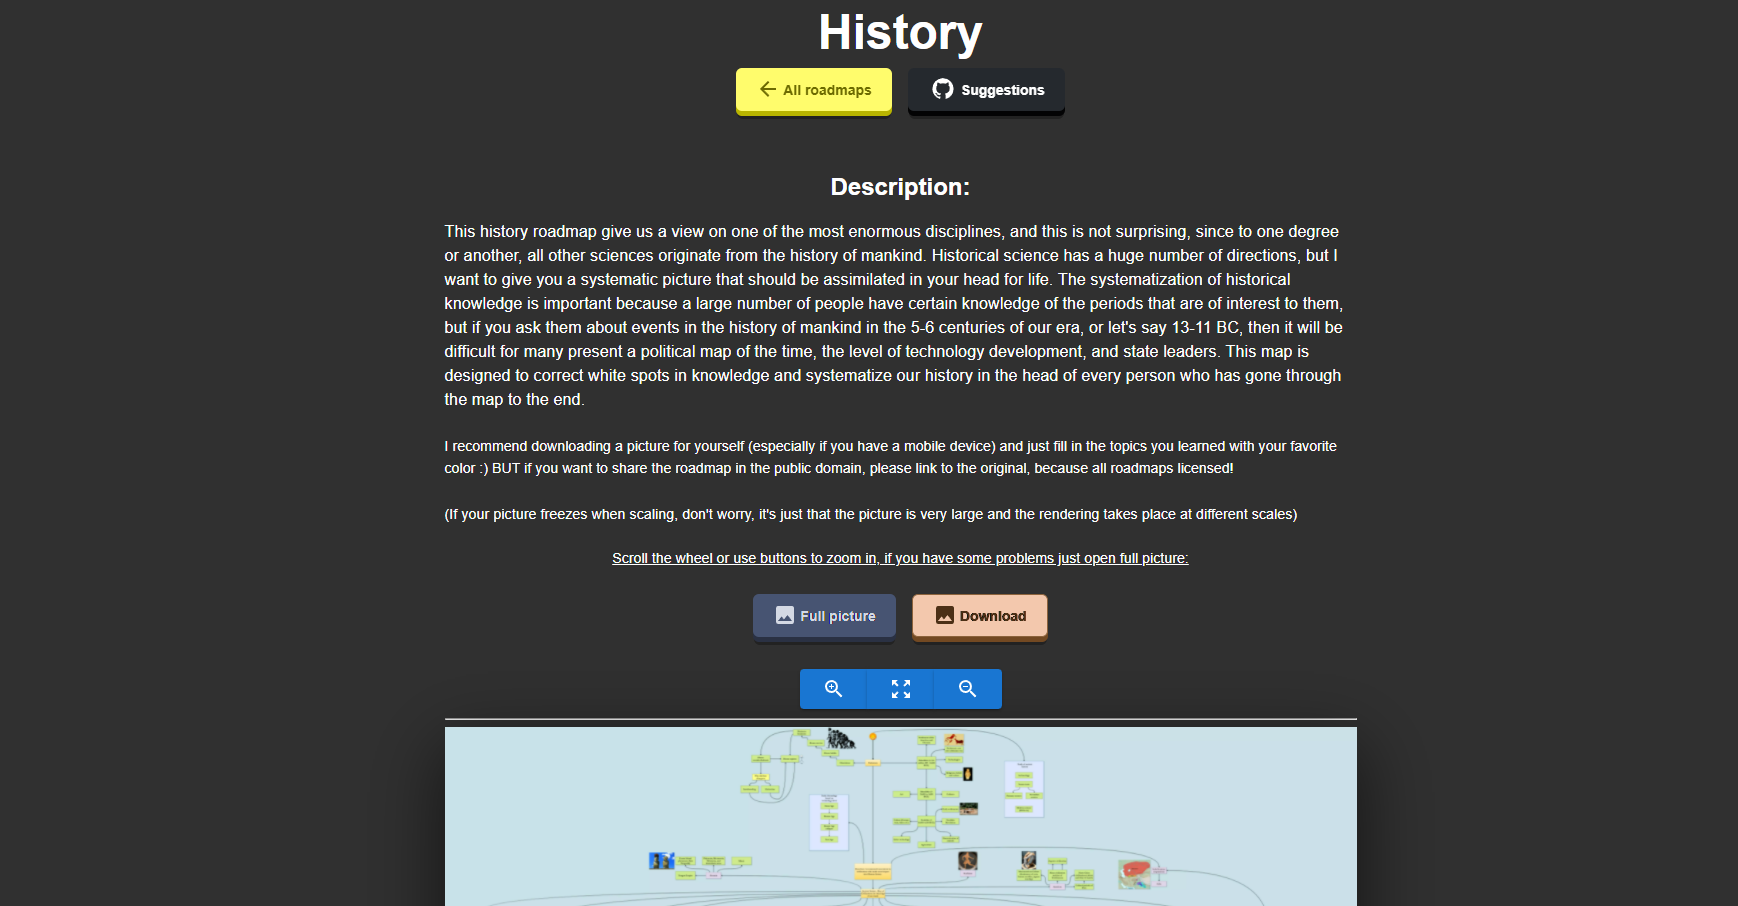 History
All roadmaps
Suggestions
Description:
This history roadmap give us a view on one of the most enormous disciplines, and this is not surprising, since to one degree
or another, all other sciences originate from the history of mankind. Historical science has a huge number of directions, but I
want to give you a systematic picture that should be assimilated in your head for life. The systematization of historical
knowledge is important because a large number of people have certain knowledge of the periods that are of interest to them,
but if you ask them about events in the history of mankind in the 5-6 centuries of our era, or let's say 13-11 BC, then it will be
difficult for many present a political map of the time, the level of technology development, and state leaders. This map is
designed to correct white spots in knowledge and systematize our history in the head of every person who has gone through
the map to the end.
I recommend downloading a picture for yourself (especially if you have a mobile device) and just fill in the topics you learned with your favorite
color :) BUT if you want to share the roadmap in the public domain, please link to the original, because all roadmaps licensed!
(If your picture freezes when scaling, don't worry, it's just that the picture is very large and the rendering takes place at different scales)
Scroll the wheel or use buttons to zoom in, if you have some problems just open full picture:
Full picture
Download